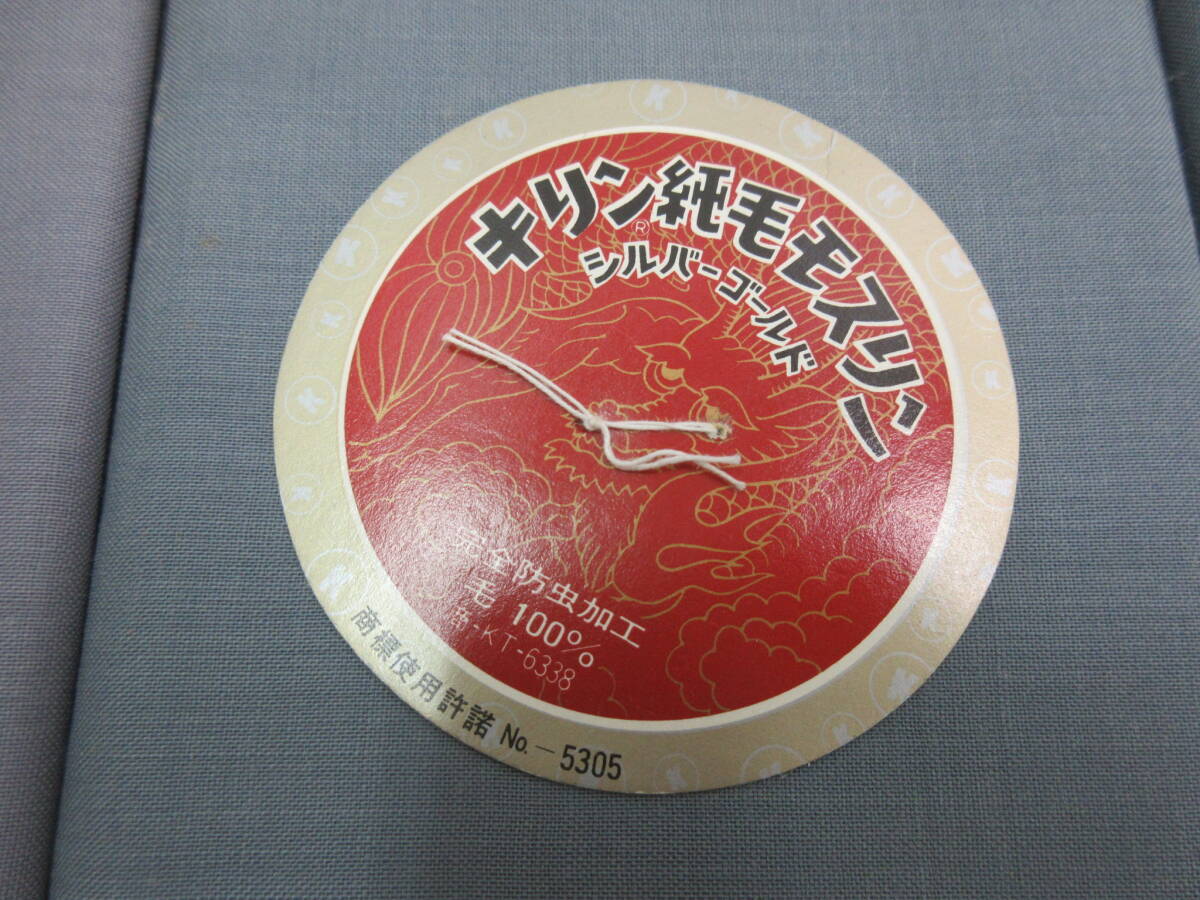 キリン純毛モスリン
®
シルバーゴールド
完全防虫加工
毛 100%
KT-6338
商標使用許諾 No.-5305